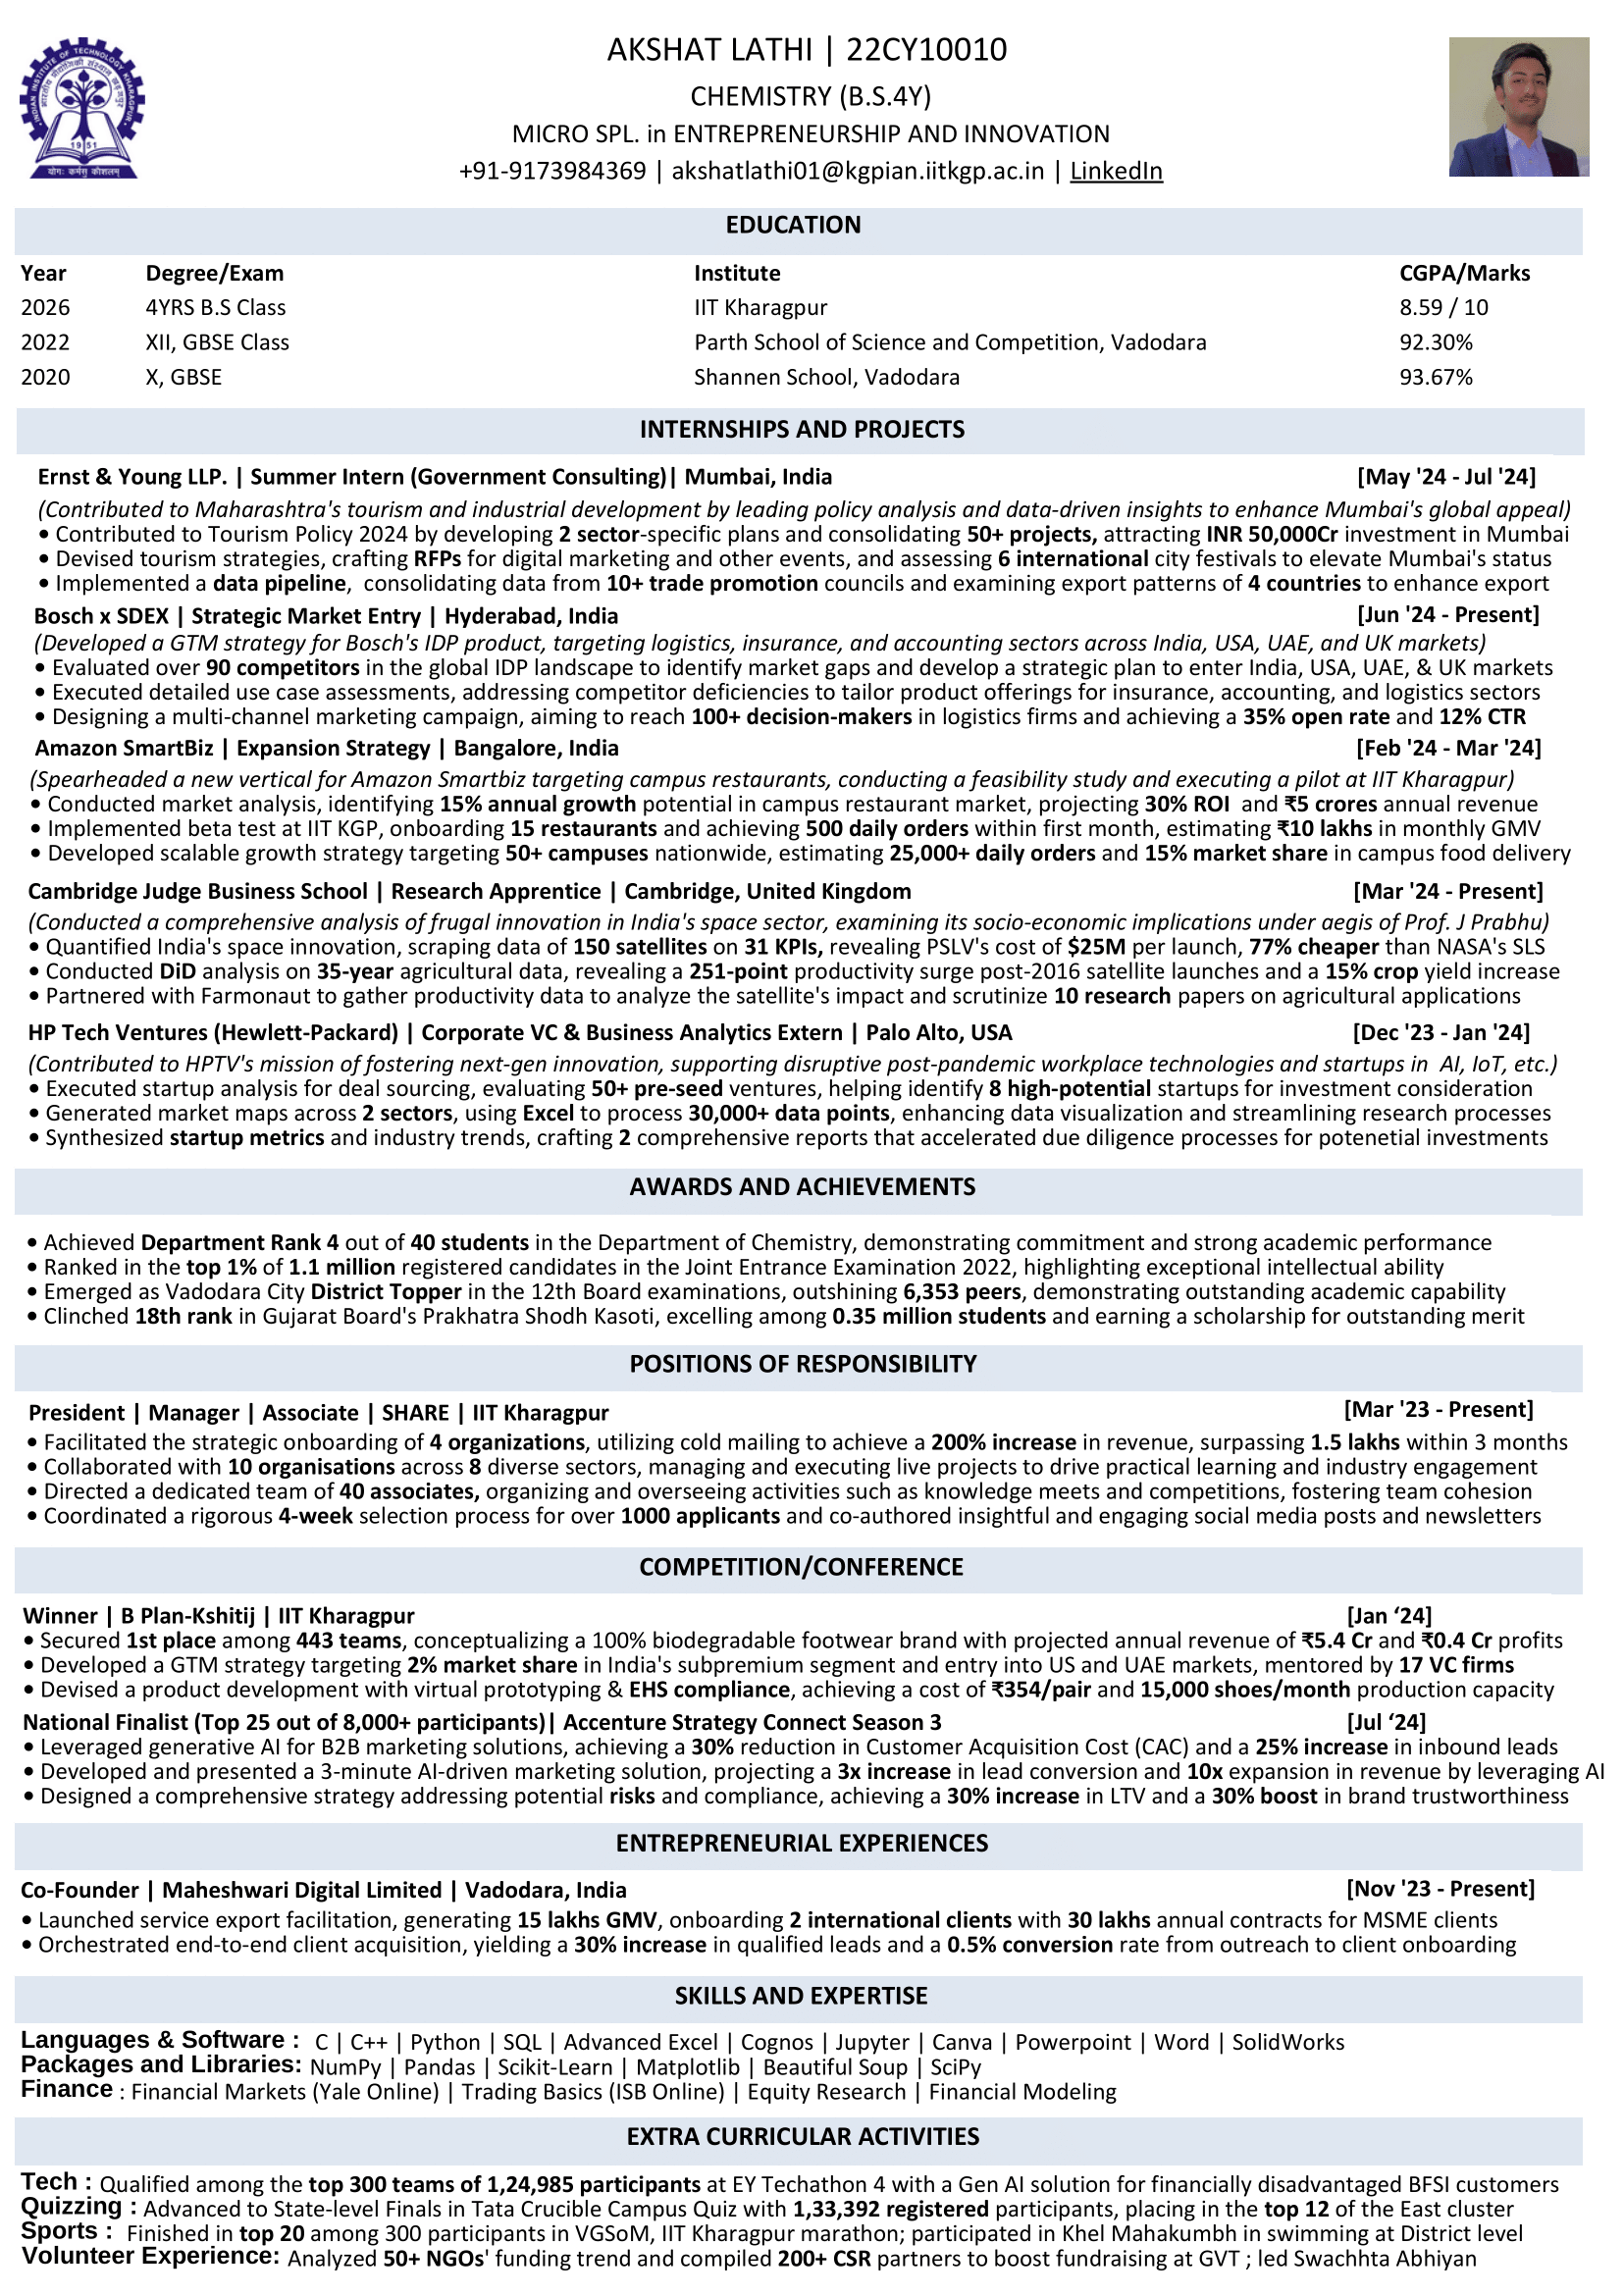 AKSHAT LATHI | 22CY10010
CHEMISTRY (B.S.4Y)
MICRO SPL. in ENTREPRENEURSHIP AND INNOVATION
+91-9173984369 | akshatlathi01@kgpian.iitkgp.ac.in | LinkedIn
INDIAN INSTITUTE OF TECHNOLOGY KHARAGPUR
1951
योगः कर्मसु कौशलम्
EDUCATION
Year Degree/Exam Institute CGPA/Marks
2026 4YRS B.S Class IIT Kharagpur 8.59 / 10
2022 XII, GBSE Class Parth School of Science and Competition, Vadodara 92.30%
2020 X, GBSE Shannen School, Vadodara 93.67%
INTERNSHIPS AND PROJECTS
Ernst & Young LLP. | Summer Intern (Government Consulting)| Mumbai, India [May '24 - Jul '24]
(Contributed to Maharashtra's tourism and industrial development by leading policy analysis and data-driven insights to enhance Mumbai's global appeal)
• Contributed to Tourism Policy 2024 by developing 2 sector-specific plans and consolidating 50+ projects, attracting INR 50,000Cr investment in Mumbai
• Devised tourism strategies, crafting RFPs for digital marketing and other events, and assessing 6 international city festivals to elevate Mumbai's status
• Implemented a data pipeline, consolidating data from 10+ trade promotion councils and examining export patterns of 4 countries to enhance export
Bosch x SDEX | Strategic Market Entry | Hyderabad, India [Jun '24 - Present]
(Developed a GTM strategy for Bosch's IDP product, targeting logistics, insurance, and accounting sectors across India, USA, UAE, and UK markets)
• Evaluated over 90 competitors in the global IDP landscape to identify market gaps and develop a strategic plan to enter India, USA, UAE, & UK markets
• Executed detailed use case assessments, addressing competitor deficiencies to tailor product offerings for insurance, accounting, and logistics sectors
• Designing a multi-channel marketing campaign, aiming to reach 100+ decision-makers in logistics firms and achieving a 35% open rate and 12% CTR
Amazon SmartBiz | Expansion Strategy | Bangalore, India [Feb '24 - Mar '24]
(Spearheaded a new vertical for Amazon Smartbiz targeting campus restaurants, conducting a feasibility study and executing a pilot at IIT Kharagpur)
• Conducted market analysis, identifying 15% annual growth potential in campus restaurant market, projecting 30% ROI and ₹5 crores annual revenue
• Implemented beta test at IIT KGP, onboarding 15 restaurants and achieving 500 daily orders within first month, estimating ₹10 lakhs in monthly GMV
• Developed scalable growth strategy targeting 50+ campuses nationwide, estimating 25,000+ daily orders and 15% market share in campus food delivery
Cambridge Judge Business School | Research Apprentice | Cambridge, United Kingdom [Mar '24 - Present]
(Conducted a comprehensive analysis of frugal innovation in India's space sector, examining its socio-economic implications under aegis of Prof. J Prabhu)
• Quantified India's space innovation, scraping data of 150 satellites on 31 KPIs, revealing PSLV's cost of $25M per launch, 77% cheaper than NASA's SLS
• Conducted DiD analysis on 35-year agricultural data, revealing a 251-point productivity surge post-2016 satellite launches and a 15% crop yield increase
• Partnered with Farmonaut to gather productivity data to analyze the satellite's impact and scrutinize 10 research papers on agricultural applications
HP Tech Ventures (Hewlett-Packard) | Corporate VC & Business Analytics Extern | Palo Alto, USA [Dec '23 - Jan '24]
(Contributed to HPTV's mission of fostering next-gen innovation, supporting disruptive post-pandemic workplace technologies and startups in AI, IoT, etc.)
• Executed startup analysis for deal sourcing, evaluating 50+ pre-seed ventures, helping identify 8 high-potential startups for investment consideration
• Generated market maps across 2 sectors, using Excel to process 30,000+ data points, enhancing data visualization and streamlining research processes
• Synthesized startup metrics and industry trends, crafting 2 comprehensive reports that accelerated due diligence processes for potenetial investments
AWARDS AND ACHIEVEMENTS
• Achieved Department Rank 4 out of 40 students in the Department of Chemistry, demonstrating commitment and strong academic performance
• Ranked in the top 1% of 1.1 million registered candidates in the Joint Entrance Examination 2022, highlighting exceptional intellectual ability
• Emerged as Vadodara City District Topper in the 12th Board examinations, outshining 6,353 peers, demonstrating outstanding academic capability
• Clinched 18th rank in Gujarat Board's Prakhatra Shodh Kasoti, excelling among 0.35 million students and earning a scholarship for outstanding merit
POSITIONS OF RESPONSIBILITY
President | Manager | Associate | SHARE | IIT Kharagpur [Mar '23 - Present]
• Facilitated the strategic onboarding of 4 organizations, utilizing cold mailing to achieve a 200% increase in revenue, surpassing 1.5 lakhs within 3 months
• Collaborated with 10 organisations across 8 diverse sectors, managing and executing live projects to drive practical learning and industry engagement
• Directed a dedicated team of 40 associates, organizing and overseeing activities such as knowledge meets and competitions, fostering team cohesion
• Coordinated a rigorous 4-week selection process for over 1000 applicants and co-authored insightful and engaging social media posts and newsletters
COMPETITION/CONFERENCE
Winner | B Plan-Kshitij | IIT Kharagpur [Jan ‘24]
• Secured 1st place among 443 teams, conceptualizing a 100% biodegradable footwear brand with projected annual revenue of ₹5.4 Cr and ₹0.4 Cr profits
• Developed a GTM strategy targeting 2% market share in India's subpremium segment and entry into US and UAE markets, mentored by 17 VC firms
• Devised a product development with virtual prototyping & EHS compliance, achieving a cost of ₹354/pair and 15,000 shoes/month production capacity
National Finalist (Top 25 out of 8,000+ participants)| Accenture Strategy Connect Season 3 [Jul ‘24]
• Leveraged generative AI for B2B marketing solutions, achieving a 30% reduction in Customer Acquisition Cost (CAC) and a 25% increase in inbound leads
• Developed and presented a 3-minute AI-driven marketing solution, projecting a 3x increase in lead conversion and 10x expansion in revenue by leveraging AI
• Designed a comprehensive strategy addressing potential risks and compliance, achieving a 30% increase in LTV and a 30% boost in brand trustworthiness
ENTREPRENEURIAL EXPERIENCES
Co-Founder | Maheshwari Digital Limited | Vadodara, India [Nov '23 - Present]
• Launched service export facilitation, generating 15 lakhs GMV, onboarding 2 international clients with 30 lakhs annual contracts for MSME clients
• Orchestrated end-to-end client acquisition, yielding a 30% increase in qualified leads and a 0.5% conversion rate from outreach to client onboarding
SKILLS AND EXPERTISE
Languages & Software : C | C++ | Python | SQL | Advanced Excel | Cognos | Jupyter | Canva | Powerpoint | Word | SolidWorks
Packages and Libraries: NumPy | Pandas | Scikit-Learn | Matplotlib | Beautiful Soup | SciPy
Finance : Financial Markets (Yale Online) | Trading Basics (ISB Online) | Equity Research | Financial Modeling
EXTRA CURRICULAR ACTIVITIES
Tech : Qualified among the top 300 teams of 1,24,985 participants at EY Techathon 4 with a Gen AI solution for financially disadvantaged BFSI customers
Quizzing : Advanced to State-level Finals in Tata Crucible Campus Quiz with 1,33,392 registered participants, placing in the top 12 of the East cluster
Sports : Finished in top 20 among 300 participants in VGSoM, IIT Kharagpur marathon; participated in Khel Mahakumbh in swimming at District level
Volunteer Experience: Analyzed 50+ NGOs' funding trend and compiled 200+ CSR partners to boost fundraising at GVT ; led Swachhta Abhiyan